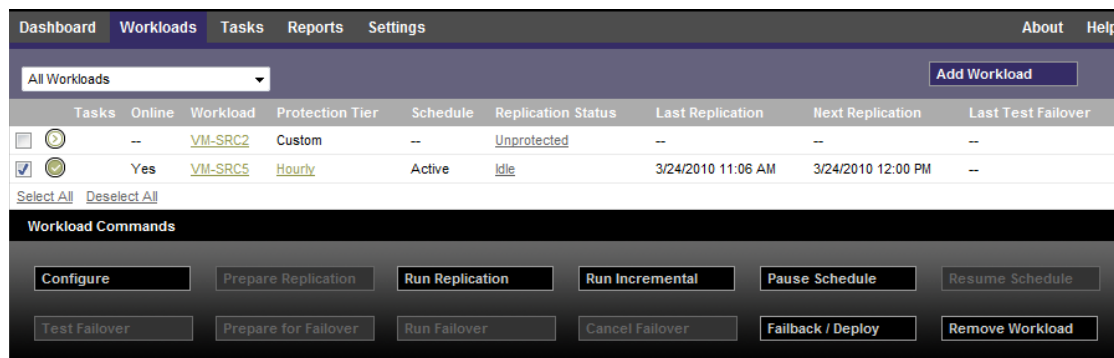 Dashboard Workloads Tasks Reports Settings About Help
All Workloads Add Workload
Tasks Online Workload Protection Tier Schedule Replication Status Last Replication Next Replication Last Test Failover
-- VM-SRC2 Custom -- Unprotected -- -- --
Yes VM-SRC5 Hourly Active Idle 3/24/2010 11:06 AM 3/24/2010 12:00 PM --
Select All Deselect All
Workload Commands
Configure Prepare Replication Run Replication Run Incremental Pause Schedule Resume Schedule
Test Failover Prepare for Failover Run Failover Cancel Failover Failback / Deploy Remove Workload